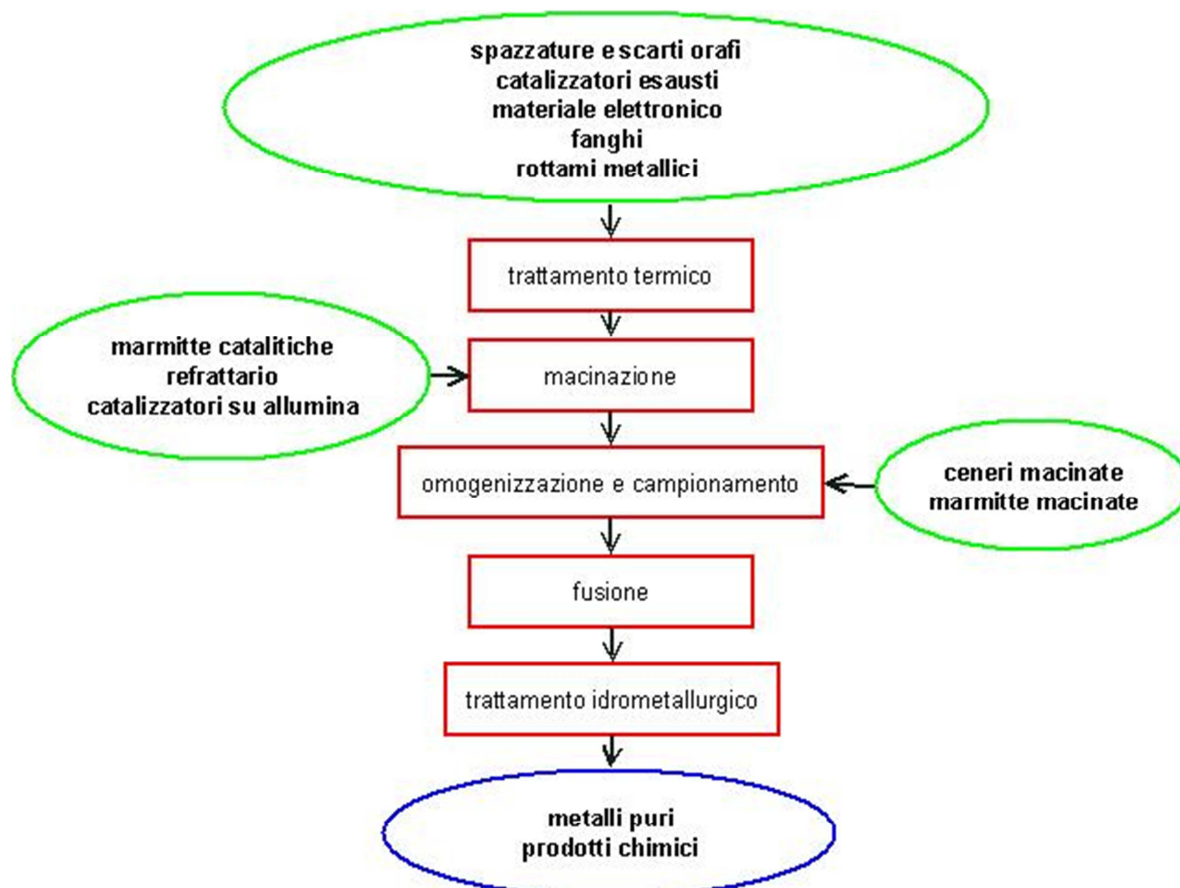 spazzature e scarti orafi
catalizzatori esausti
materiale elettronico
fanghi
rottami metallici
trattamento termico
marmitte catalitiche
refrattario
catalizzatori su allumina
macinazione
omogenizzazione e campionamento
ceneri macinate
marmitte macinate
fusione
trattamento idrometallurgico
metalli puri
prodotti chimici